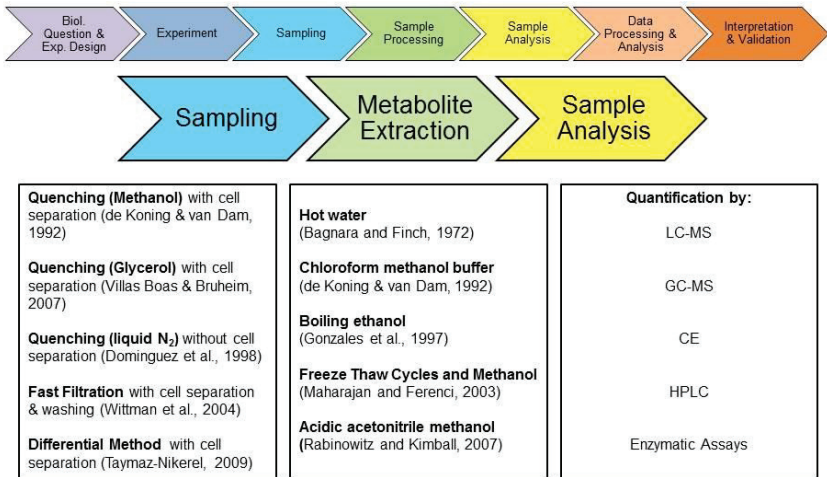 Biol.
Question &
Exp. Design
Experiment
Sampling
Sample
Processing
Sample
Analysis
Data
Processing &
Analysis
Interpretation
& Validation
Sampling
Metabolite
Extraction
Sample
Analysis
Quenching (Methanol) with cell
separation (de Koning & van Dam,
1992)
Quenching (Glycerol) with cell
separation (Villas Boas & Bruheim,
2007)
Quenching (liquid N₂) without cell
separation (Dominguez et al., 1998)
Fast Filtration with cell separation
& washing (Wittman et al., 2004)
Differential Method with cell
separation (Taymaz-Nikerel, 2009)
Hot water
(Bagnara and Finch, 1972)
Chloroform methanol buffer
(de Koning & van Dam, 1992)
Boiling ethanol
(Gonzales et al., 1997)
Freeze Thaw Cycles and Methanol
(Maharajan and Ferenci, 2003)
Acidic acetonitrile methanol
(Rabinowitz and Kimball, 2007)
Quantification by:
LC-MS
GC-MS
CE
HPLC
Enzymatic Assays